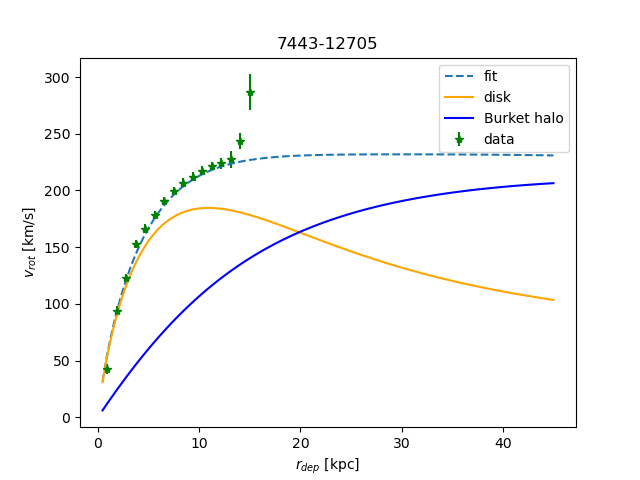 7443-12705
300
250
200
150
100
50
0
v_rot [km/s]
fit
disk
Burket halo
data
0 10 20 30 40
r_dep [kpc]